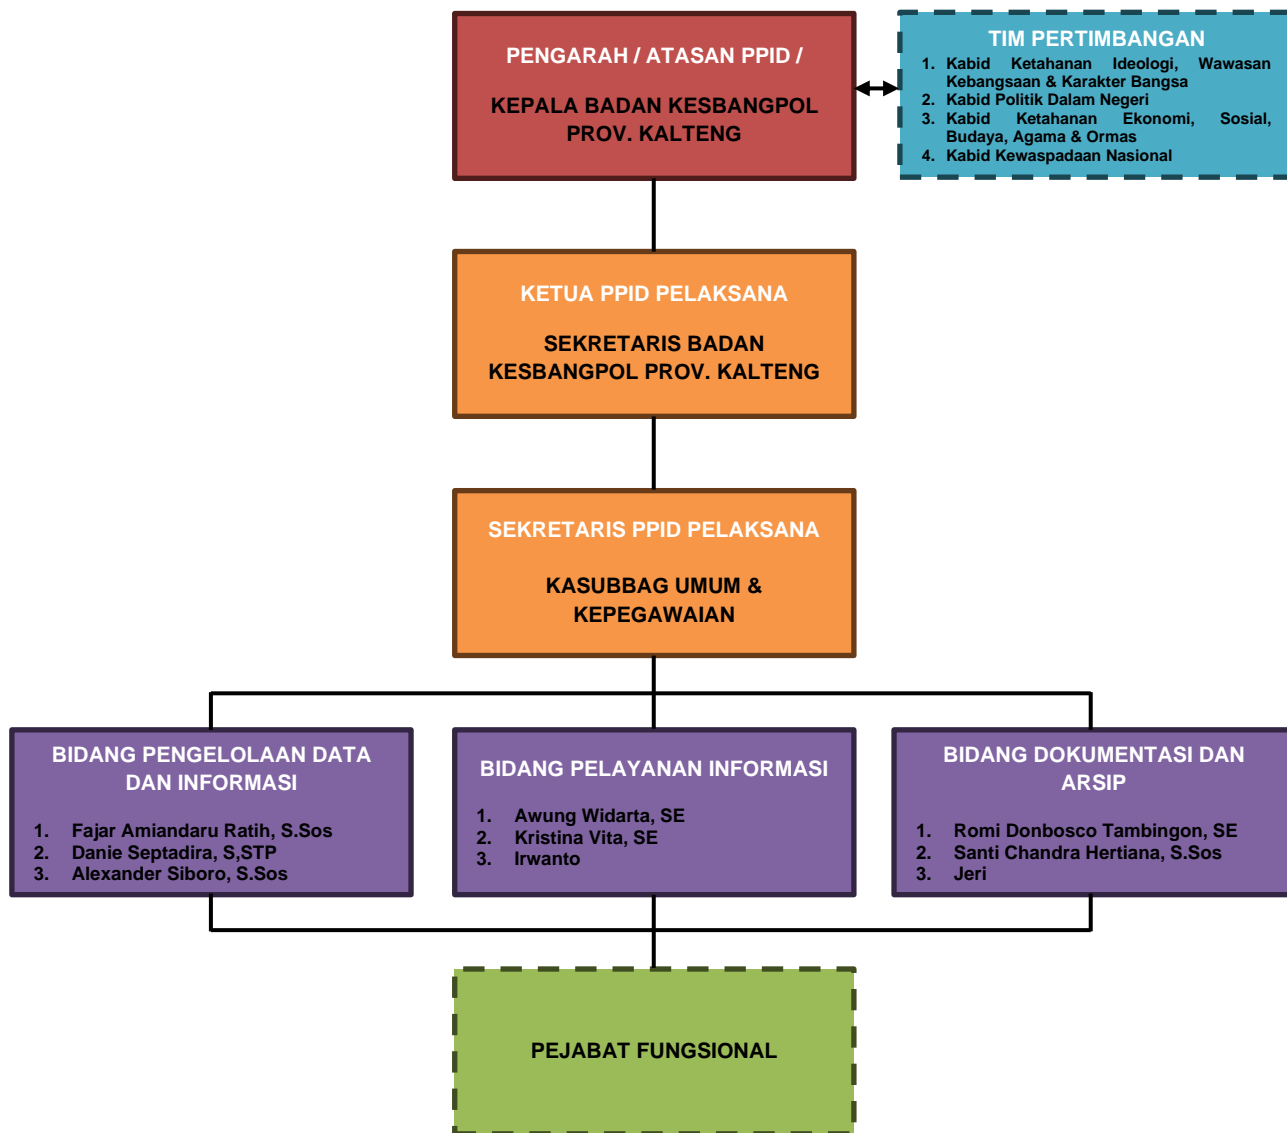 PENGARAH / ATASAN PPID /
KEPALA BADAN KESBANGPOL
PROV. KALTENG
TIM PERTIMBANGAN
1. Kabid Ketahanan Ideologi, Wawasan
Kebangsaan & Karakter Bangsa
2. Kabid Politik Dalam Negeri
3. Kabid Ketahanan Ekonomi, Sosial,
Budaya, Agama & Ormas
4. Kabid Kewaspadaan Nasional
KETUA PPID PELAKSANA
SEKRETARIS BADAN
KESBANGPOL PROV. KALTENG
SEKRETARIS PPID PELAKSANA
KASUBBAG UMUM &
KEPEGAWAIAN
BIDANG PENGELOLAAN DATA
DAN INFORMASI
1. Fajar Amiandaru Ratih, S.Sos
2. Danie Septadira, S,STP
3. Alexander Siboro, S.Sos
BIDANG PELAYANAN INFORMASI
1. Awung Widarta, SE
2. Kristina Vita, SE
3. Irwanto
BIDANG DOKUMENTASI DAN
ARSIP
1. Romi Donbosco Tambingon, SE
2. Santi Chandra Hertiana, S.Sos
3. Jeri
PEJABAT FUNGSIONAL